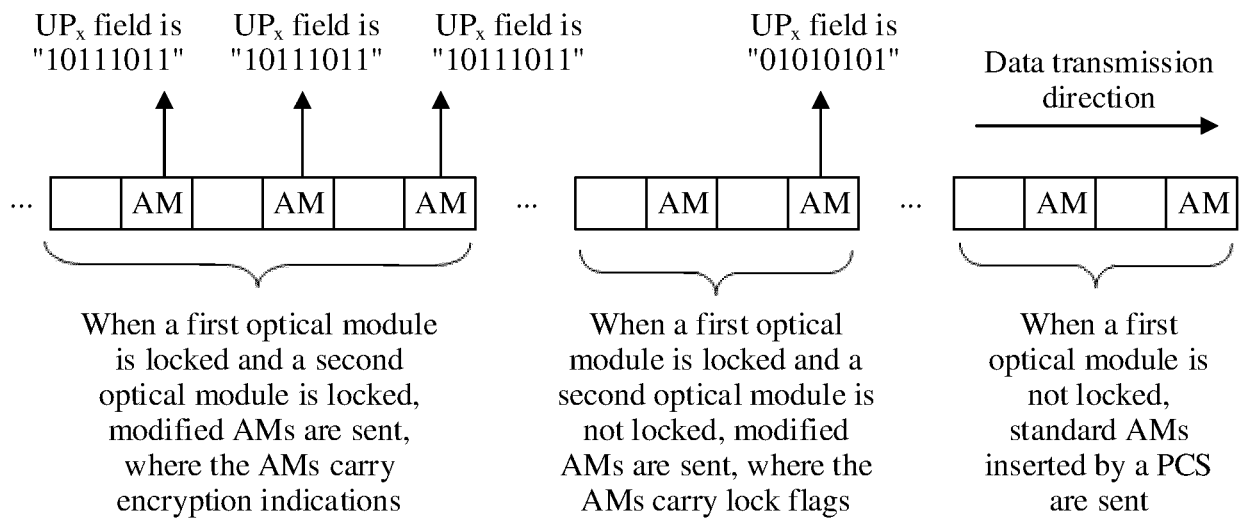 UPx field is
"10111011"
UPx field is
"10111011"
UPx field is
"10111011"
UPx field is
"01010101"
Data transmission
direction
... AM AM AM ... AM AM ... AM AM
When a first optical module
is locked and a second
optical module is locked,
modified AMs are sent,
where the AMs carry
encryption indications
When a first optical
module is locked and a
second optical module is
not locked, modified
AMs are sent, where the
AMs carry lock flags
When a first
optical module is
not locked,
standard AMs
inserted by a PCS
are sent